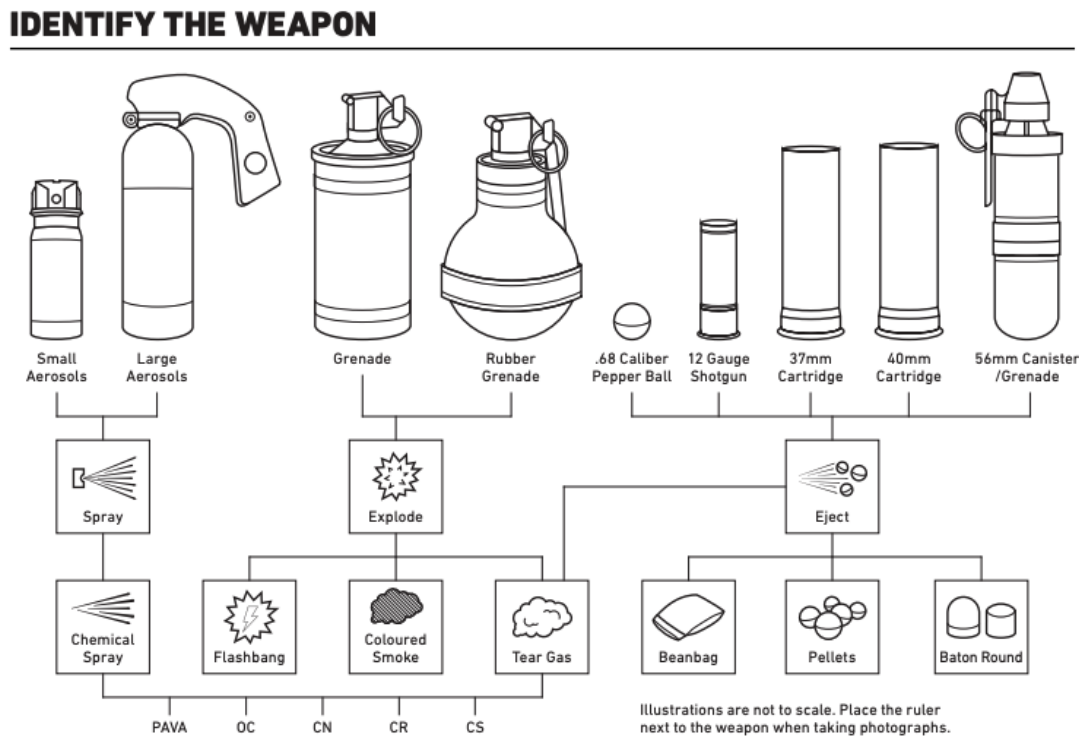 IDENTIFY THE WEAPON
Small
Aerosols
Large
Aerosols
Grenade
Rubber
Grenade
.68 Caliber
Pepper Ball
12 Gauge
Shotgun
37mm
Cartridge
40mm
Cartridge
56mm Canister
/Grenade
Spray
Explode
Eject
Chemical
Spray
Flashbang
Coloured
Smoke
Tear Gas
Beanbag
Pellets
Baton Round
PAVA
OC
CN
CR
CS
Illustrations are not to scale. Place the ruler
next to the weapon when taking photographs.